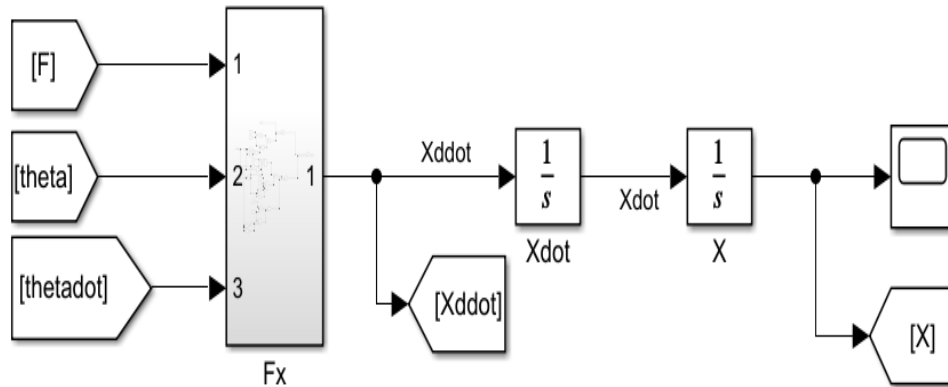 [F]
1
[theta]
2
1
[thetadot]
3
Fx
Xddot
[Xddot]
1
s
Xdot
Xdot
1
s
X
[X]